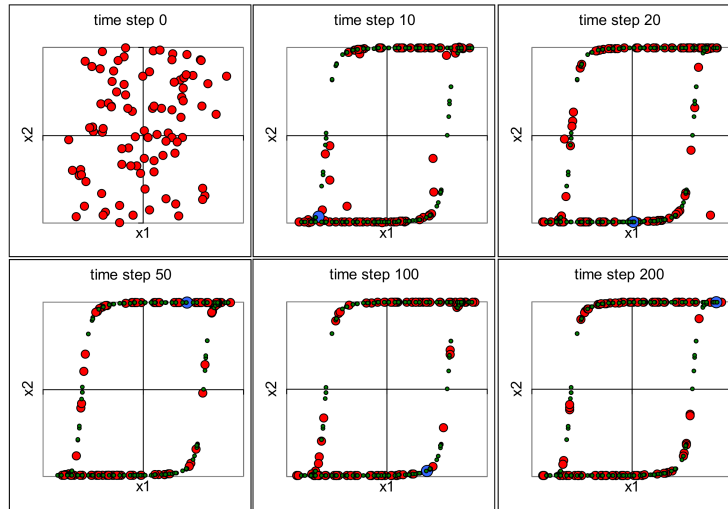 time step 0
x2
x1
time step 10
x2
x1
time step 20
x2
x1
time step 50
x2
x1
time step 100
x2
x1
time step 200
x2
x1